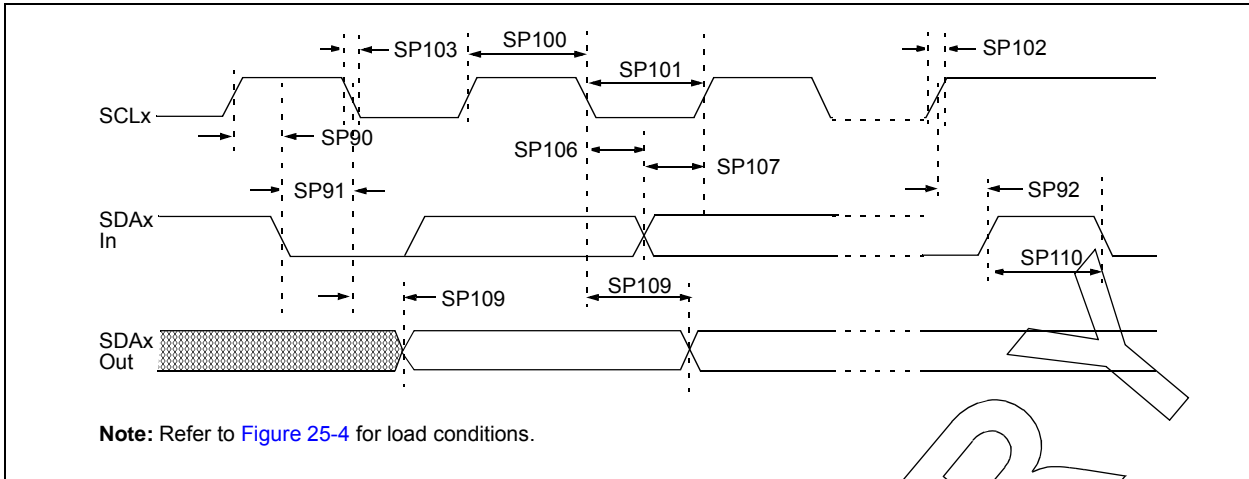 SP103
SP100
SP102
SP101
SCLx
SP90
SP106
SP107
SP91
SP92
SDAx
In
SP110
SP109
SP109
SDAx
Out
Note: Refer to Figure 25-4 for load conditions.
R
Y